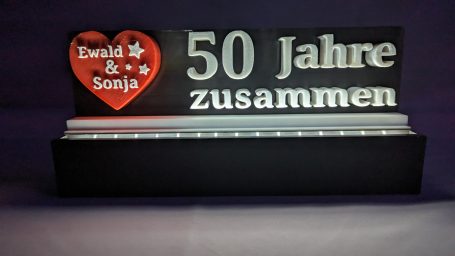 Ewald
&
Sonja
50 Jahre
zusammen